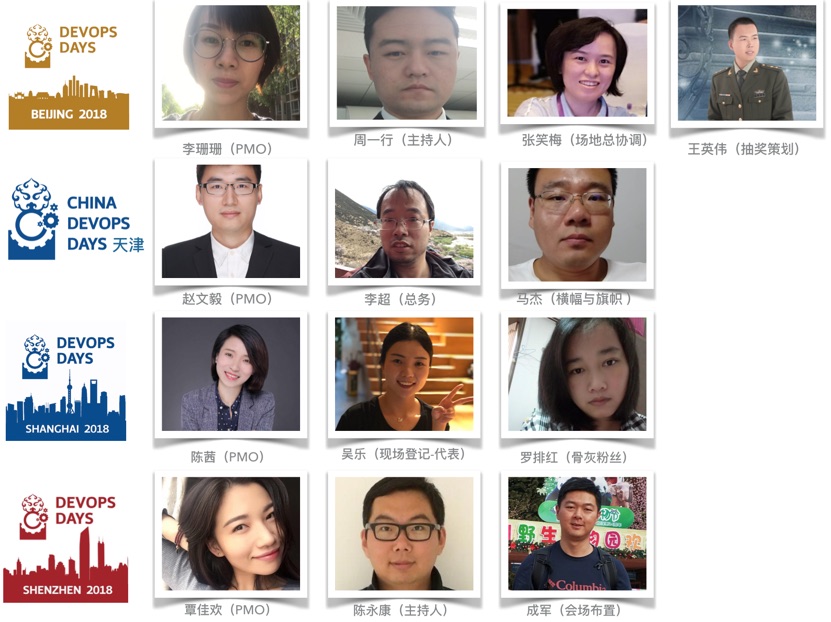 DEVOPS
DAYS
BEIJING 2018
李珊珊（PMO）
周一行（主持人）
张笑梅（场地总协调）
王英伟（抽奖策划）
CHINA
DEVOPS
DAYS 天津
赵文毅（PMO）
李超（总务）
马杰（横幅与旗帜 ）
DEVOPS
DAYS
SHANGHAI 2018
陈茜（PMO）
吴乐（现场登记-代表）
罗排红（骨灰粉丝）
DEVOPS
DAYS
SHENZHEN 2018
覃佳欢（PMO）
陈永康（主持人）
野生
园
Columbia
成军（会场布置）